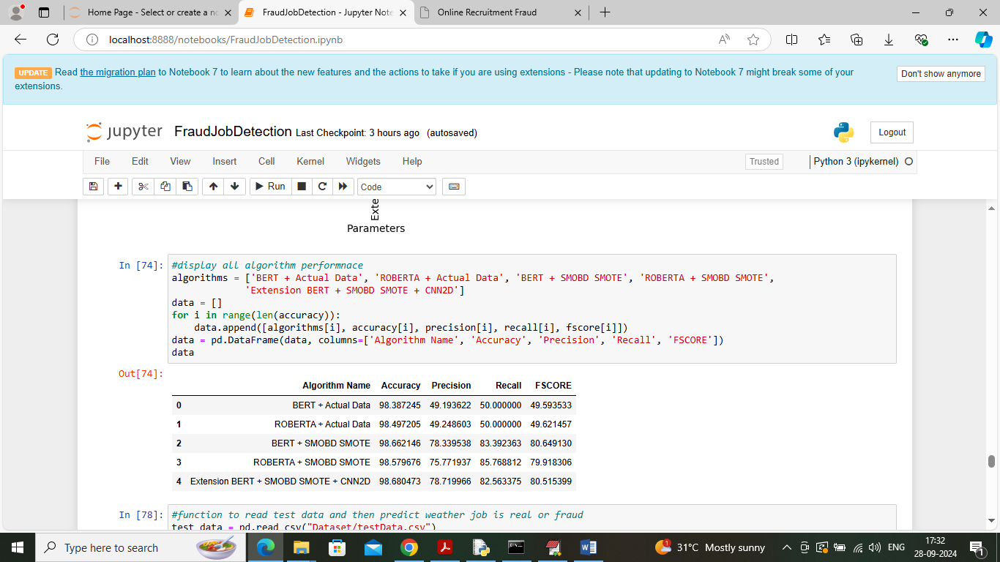 Home Page - Select or create a no
FraudJobDetection - Jupyter Note
Online Recruitment Fraud
localhost:8888/notebooks/FraudJobDetection.ipynb
UPDATE Read the migration plan to Notebook 7 to learn about the new features and the actions to take if you are using extensions - Please note that updating to Notebook 7 might break some of your
extensions.
Don't show anymore
jupyter FraudJobDetection Last Checkpoint: 3 hours ago (autosaved)
Logout
File Edit View Insert Cell Kernel Widgets Help
Trusted
Python 3 (ipykernel)
Run
Code
Exte
Parameters
In [74]: #display all algorithm performnace
algorithms = ['BERT + Actual Data', 'ROBERTA + Actual Data', 'BERT + SMOBD SMOTE', 'ROBERTA + SMOBD SMOTE',
'Extension BERT + SMOBD SMOTE + CNN2D']
data = []
for i in range(len(accuracy)):
data.append([algorithms[i], accuracy[i], precision[i], recall[i], fscore[i]])
data = pd.DataFrame(data, columns=['Algorithm Name', 'Accuracy', 'Precision', 'Recall', 'FSCORE'])
data
Out[74]:
Algorithm Name Accuracy Precision Recall FSCORE
0 BERT + Actual Data 98.387245 49.193622 50.000000 49.593533
1 ROBERTA + Actual Data 98.497205 49.248603 50.000000 49.621457
2 BERT + SMOBD SMOTE 98.662146 78.339538 83.392363 80.649130
3 ROBERTA + SMOBD SMOTE 98.579676 75.771937 85.768812 79.918306
4 Extension BERT + SMOBD SMOTE + CNN2D 98.680473 78.719966 82.563375 80.515399
In [78]: #function to read test data and then predict weather job is real or fraud
test data = pd.read csv("Dataset/testData.csv")
Type here to search
1
31°C Mostly sunny
ENG
17:32
28-09-2024
1